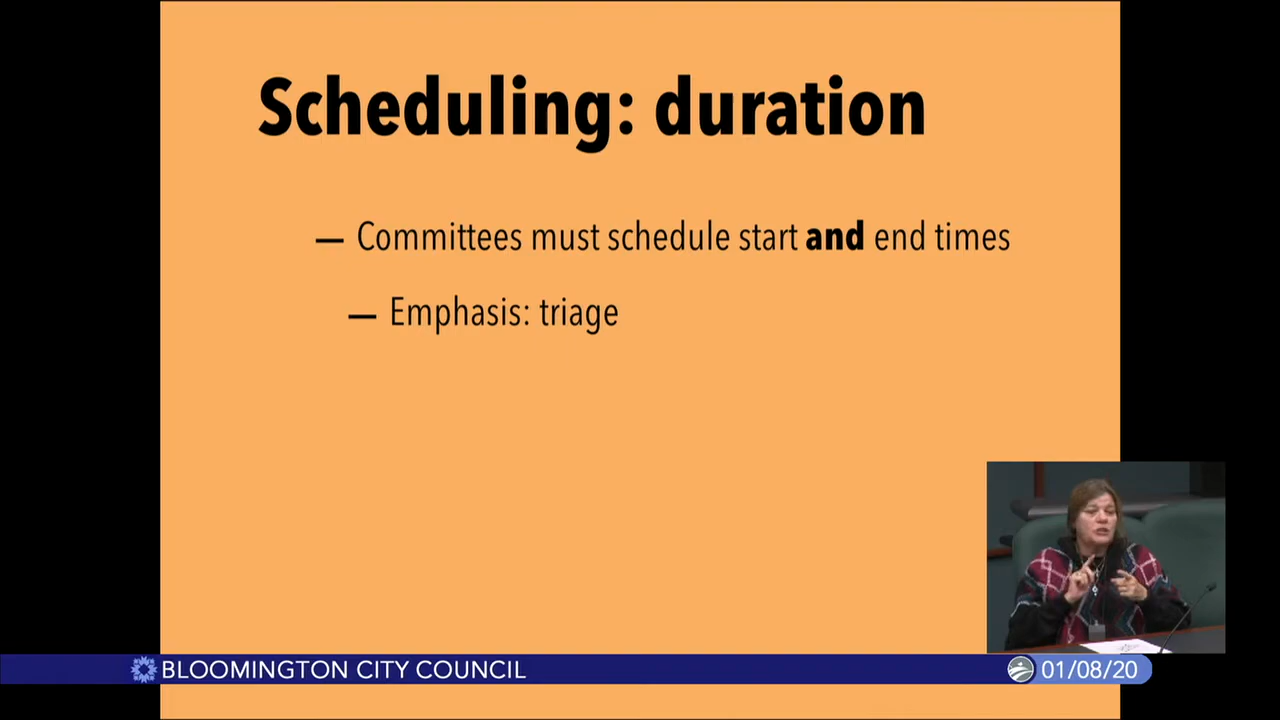 Scheduling: duration
— Committees must schedule start and end times
— Emphasis: triage
BLOOMINGTON CITY COUNCIL
01/08/20